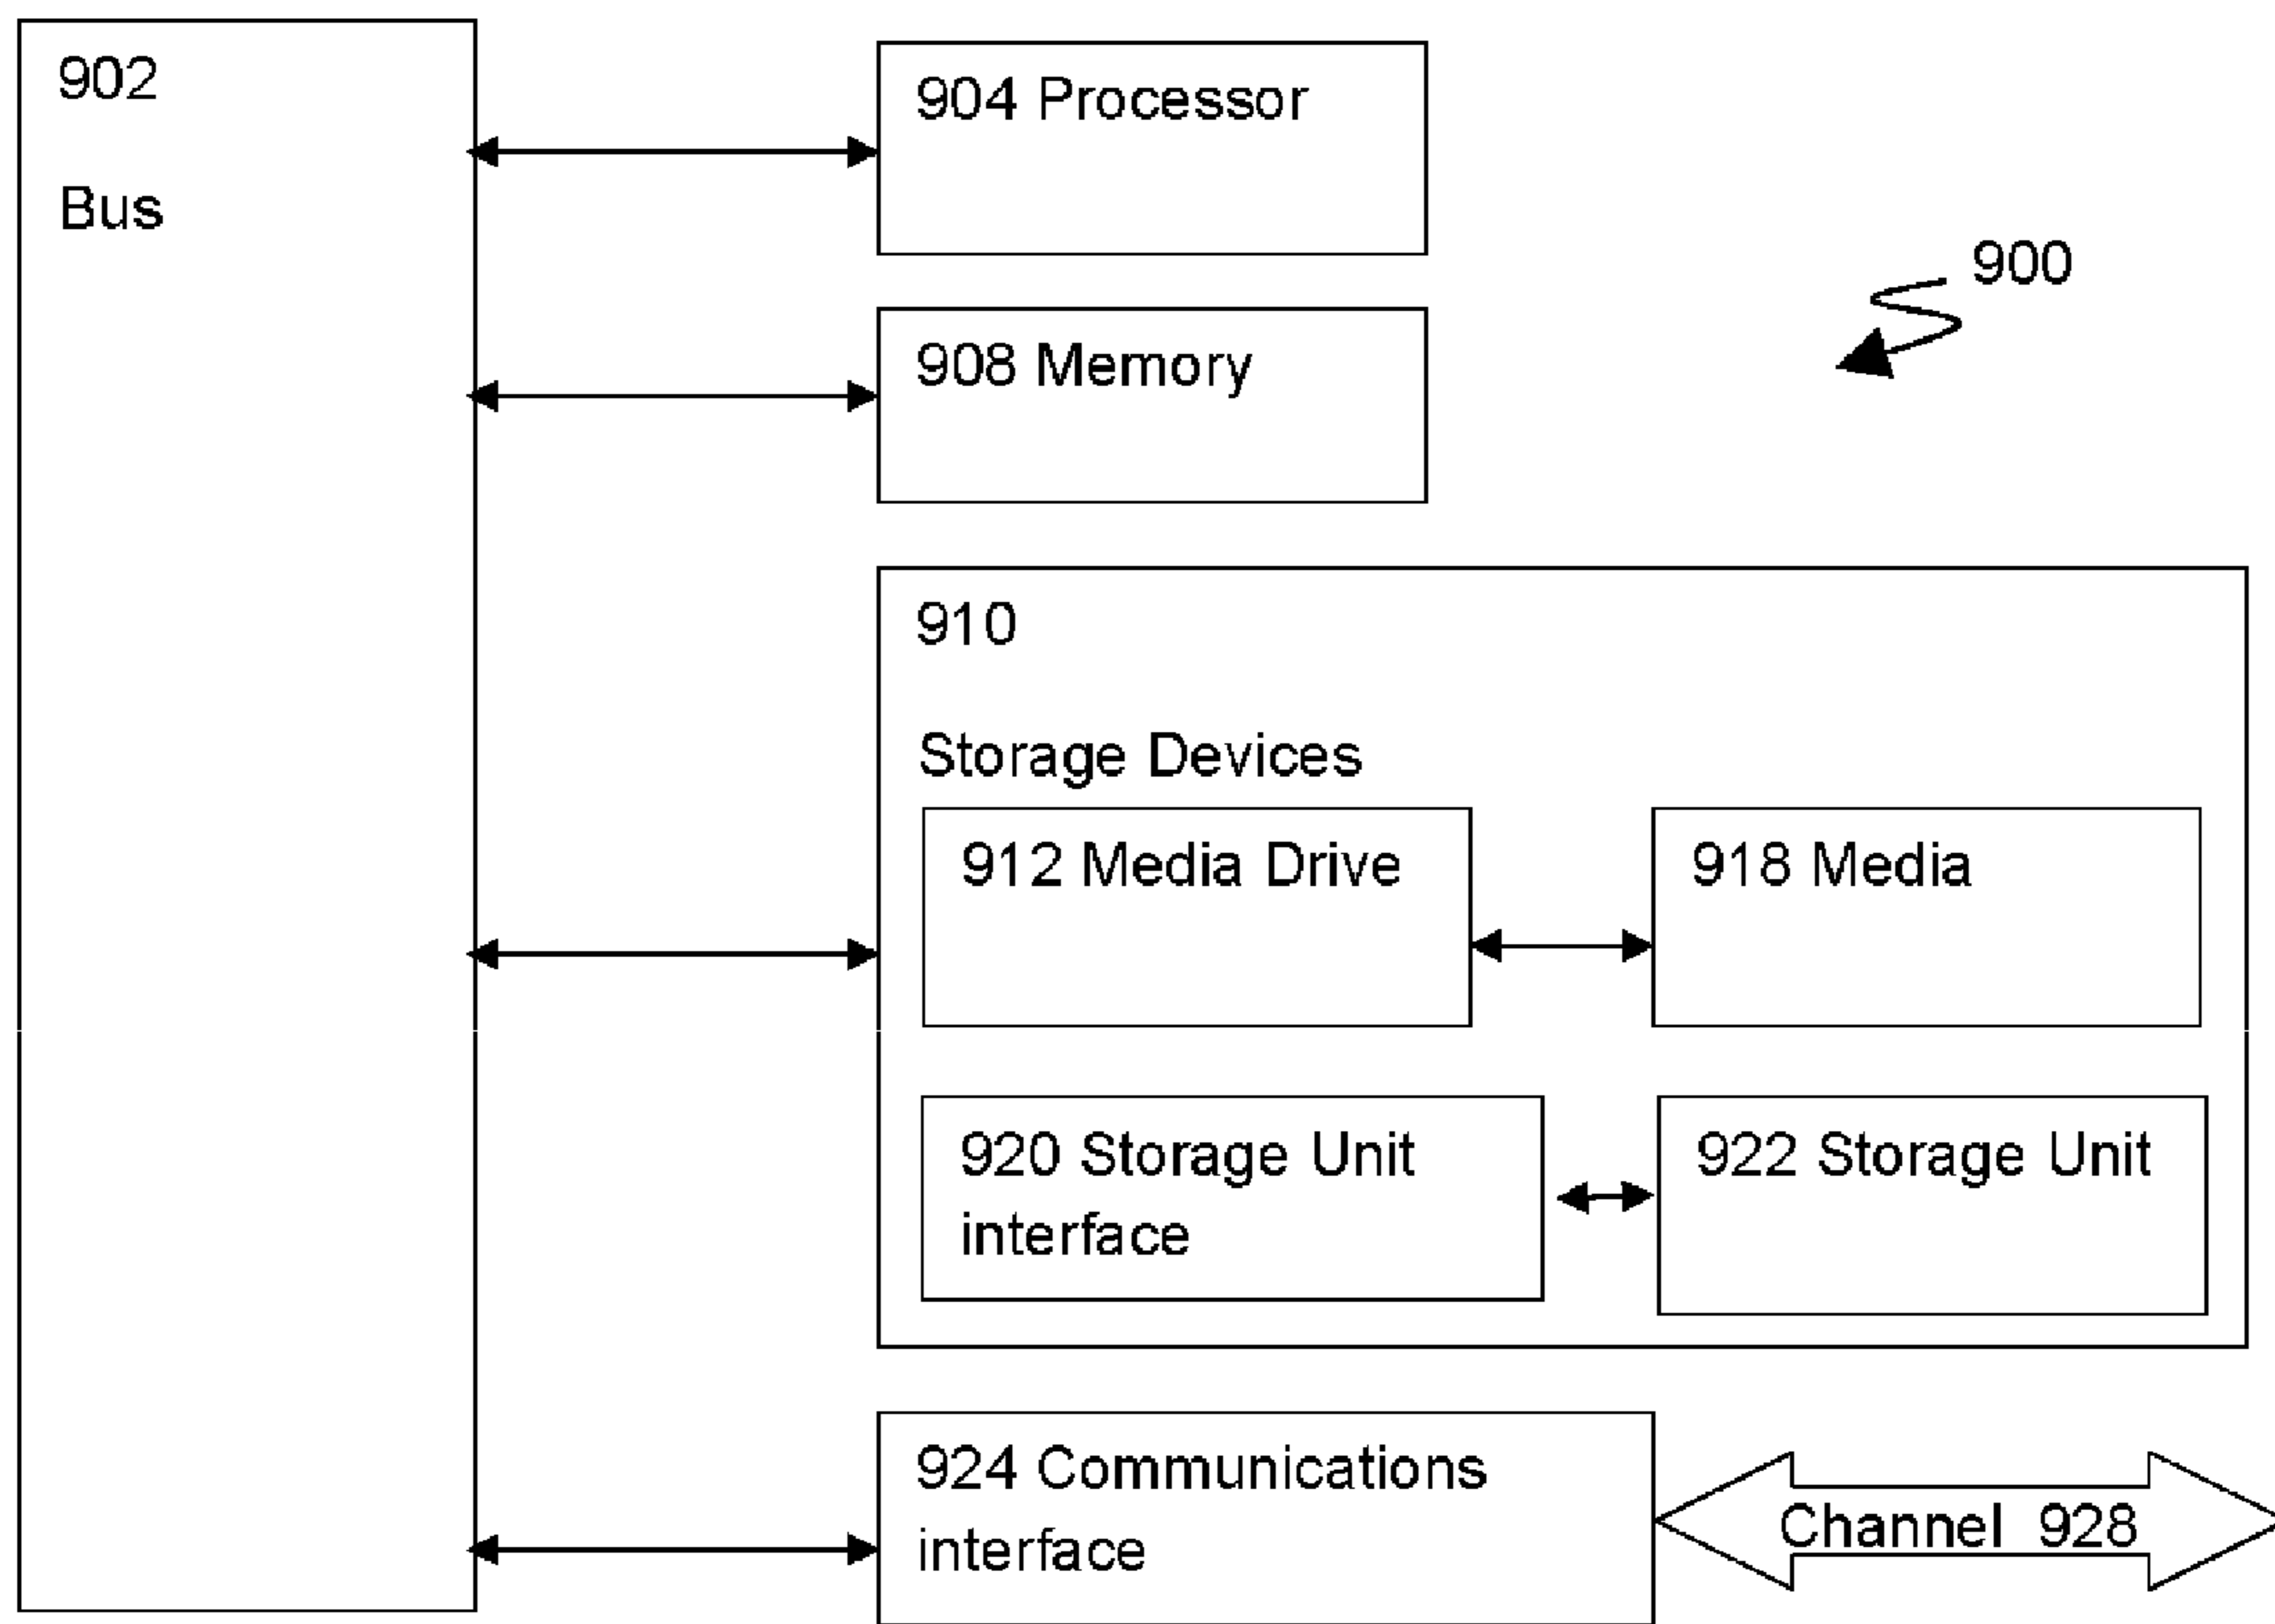 902
Bus
904 Processor
900
908 Memory
910
Storage Devices
912 Media Drive
918 Media
920 Storage Unit
interface
922 Storage Unit
924 Communications
interface
Channel 928